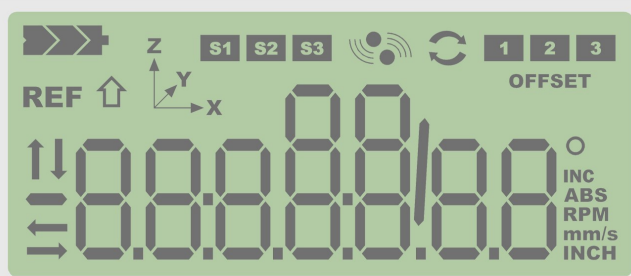 Z S1 S2 S3 1 2 3
OFFSET
REF Y
X
INC
ABS
RPM
mm/s
INCH